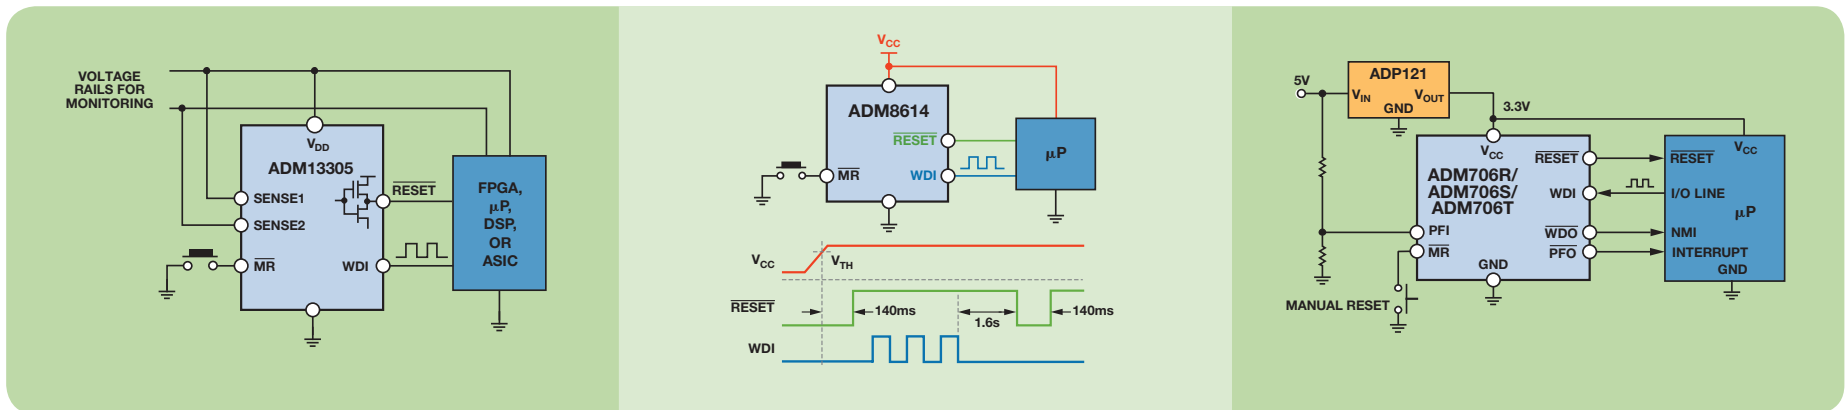 VOLTAGE
RAILS FOR
MONITORING
VDD
ADM13305
RESET
SENSE1
SENSE2
MR
WDI
FPGA,
µP,
DSP,
OR
ASIC
VCC
ADM8614
RESET
MR
WDI
µP
VCC
VTH
RESET
140ms
1.6s
140ms
WDI
5V
ADP121
VIN
VOUT
GND
3.3V
VCC
RESET
ADM706R/
ADM706S/
ADM706T
WDI
PFI
WDO
MR
PFO
GND
VCC
RESET
I/O LINE
µP
NMI
INTERRUPT
GND
MANUAL RESET